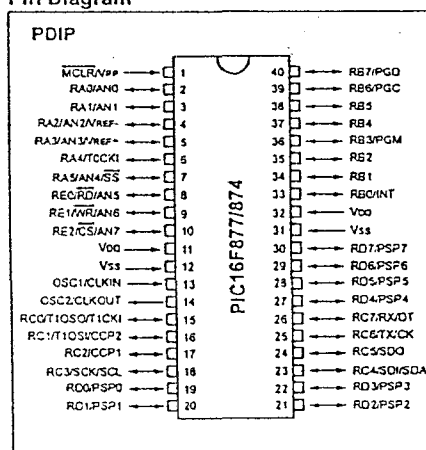 Pin Diagram
PDIP
MCLR/VPP 1 40 RB7/PGD
RA0/AN0 2 39 RB6/PGC
RA1/AN1 3 38 RB5
RA2/AN2/VREF- 4 37 RB4
RA3/AN3/VREF+ 5 36 RB3/PGM
RA4/T0CKI 6 35 RB2
RA5/AN4/SS 7 34 RB1
RE0/RD/AN5 8 33 RB0/INT
RE1/WR/AN6 9 32 VDD
RE2/CS/AN7 10 31 VSS
VDD 11 30 RD7/PSP7
VSS 12 29 RD6/PSP6
OSC1/CLKIN 13 28 RD5/PSP5
OSC2/CLKOUT 14 27 RD4/PSP4
RC0/T1OSO/T1CKI 15 26 RC7/RX/DT
RC1/T1OSI/CCP2 16 25 RC6/TX/CK
RC2/CCP1 17 24 RC5/SDO
RC3/SCK/SCL 18 23 RC4/SDI/SDA
RD0/PSP0 19 22 RD3/PSP3
RD1/PSP1 20 21 RD2/PSP2
PIC16F877/874